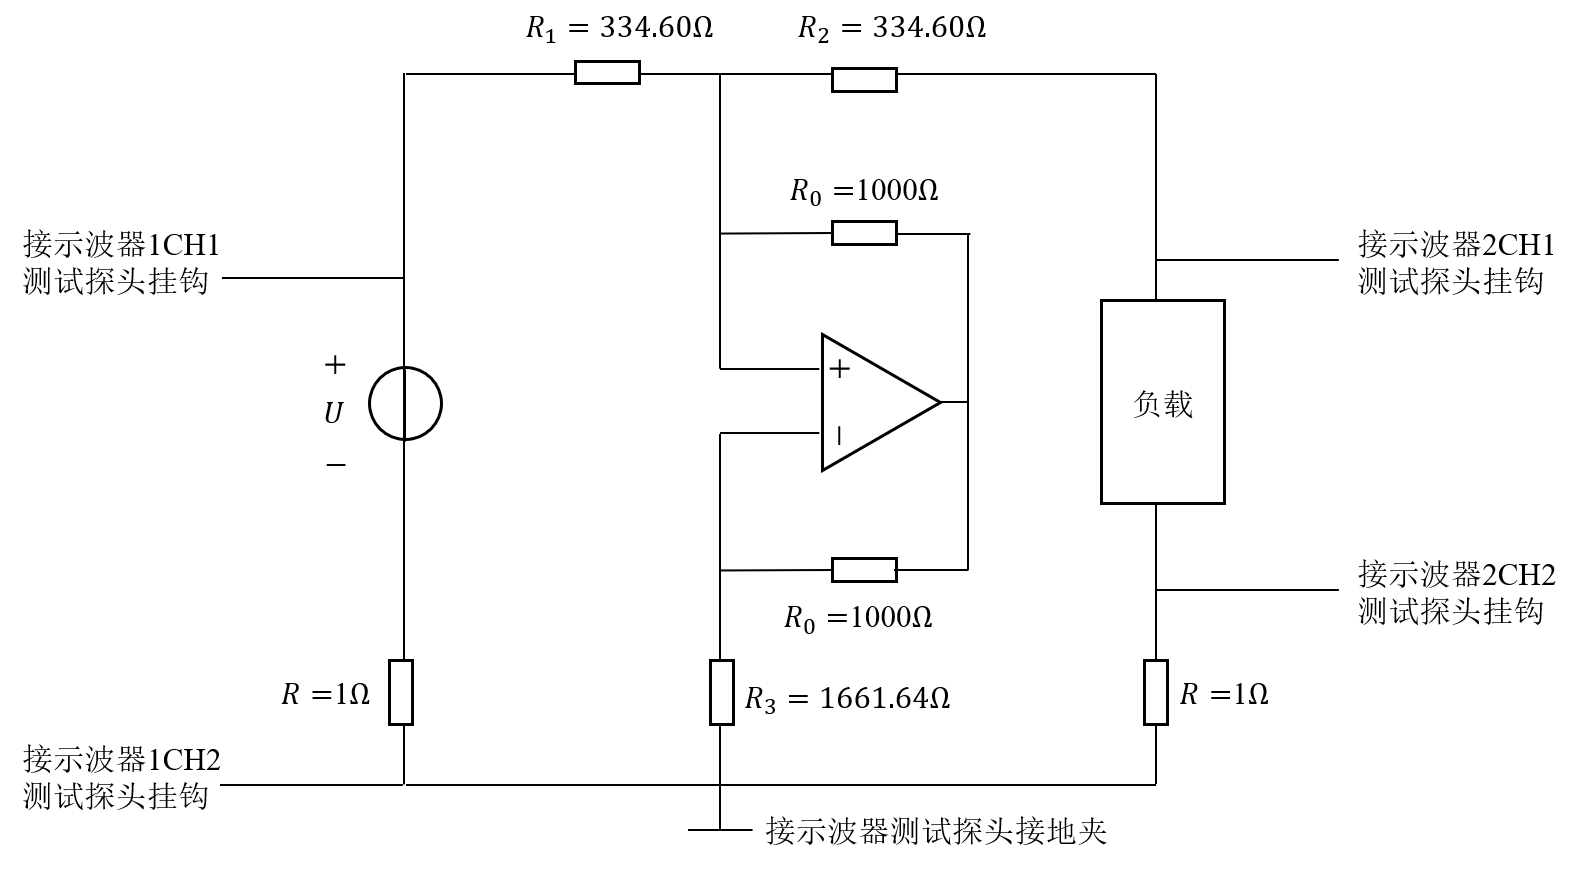 R₁ = 334.60Ω
R₂ = 334.60Ω
R₀ =1000Ω
接示波器1CH1
测试探头挂钩
接示波器2CH1
测试探头挂钩
+
U
−
+
−
负载
接示波器2CH2
测试探头挂钩
R₀ =1000Ω
R =1Ω
R₃ = 1661.64Ω
R =1Ω
接示波器1CH2
测试探头挂钩
接示波器测试探头接地夹